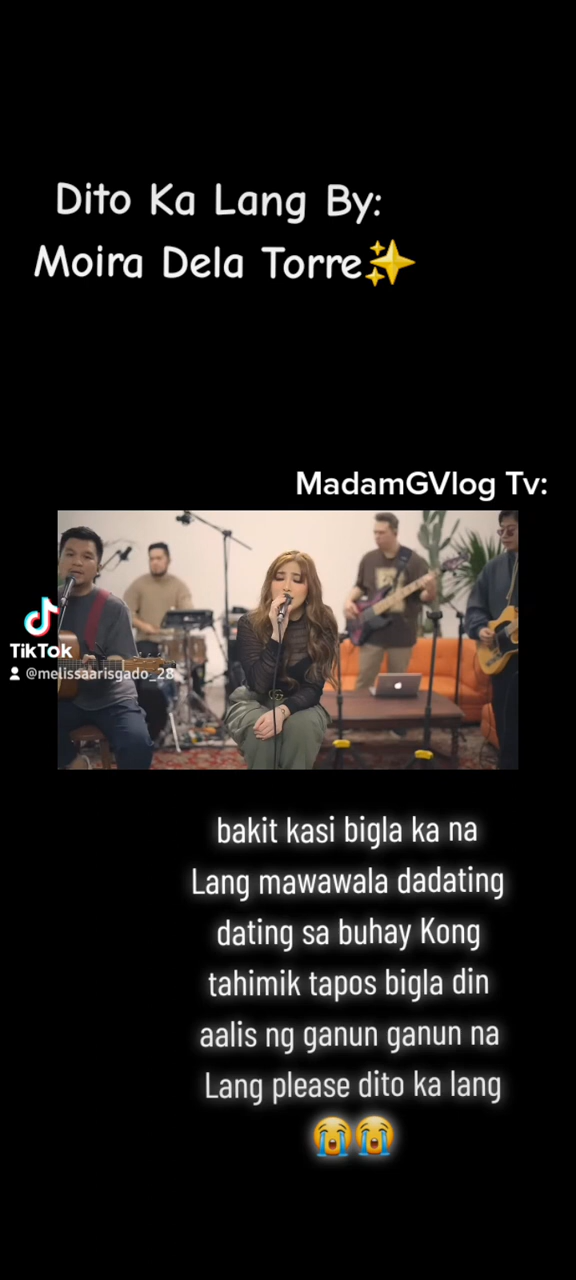 Dito Ka Lang By:
Moira Dela Torre✨
MadamGVlog Tv:
TikTok
@melissaarisgado_28
bakit kasi bigla ka na
Lang mawawala dadating
dating sa buhay Kong
tahimik tapos bigla din
aalis ng ganun ganun na
Lang please dito ka lang
😭😭